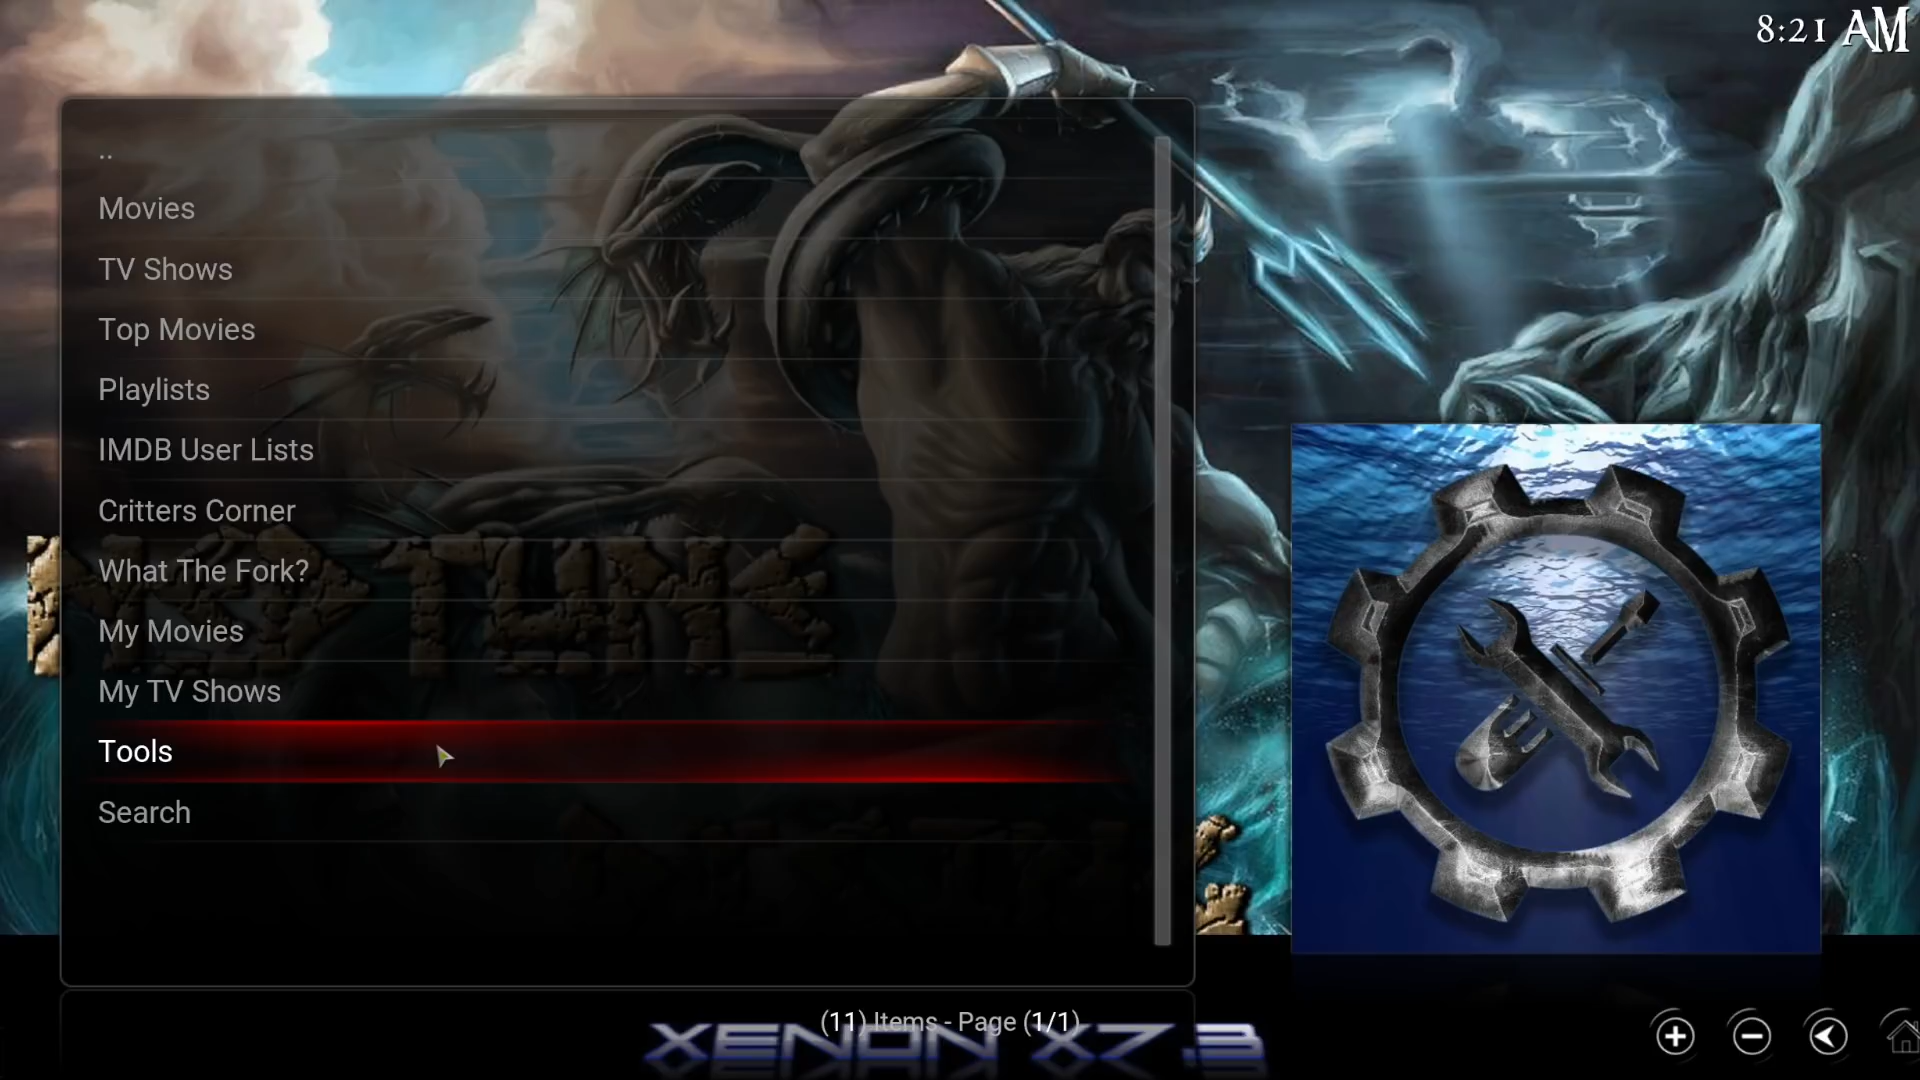 8:21 AM
..
Movies
TV Shows
Top Movies
Playlists
IMDB User Lists
Critters Corner
What The Fork?
My Movies
My TV Shows
Tools
Search
(11) Items - Page (1/1)
XENON X7.3